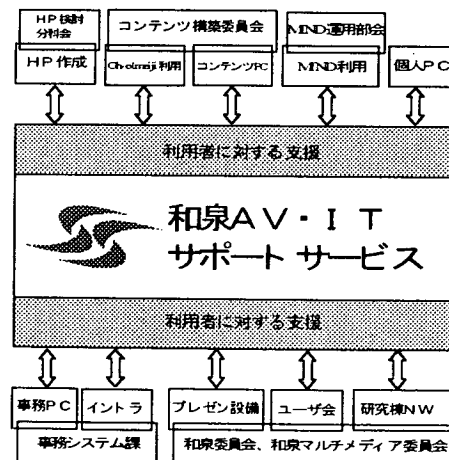 HP検討
分科会
コンテンツ構築委員会
MIND運用部会
HP作成
Oh-o!meiji利用
コンテンツPC
MIND利用
個人PC
利用者に対する支援
和泉AV・IT
サポートサービス
利用者に対する支援
事務PC
イントラ
プレゼン設備
ユーザ会
研究棟NW
事務システム課
和泉委員会、和泉マルチメディア委員会